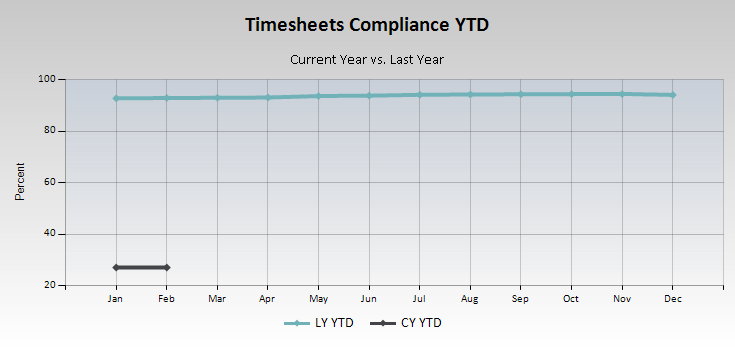 Timesheets Compliance YTD
Current Year vs. Last Year
Percent
100
80
60
40
20
Jan Feb Mar Apr May Jun Jul Aug Sep Oct Nov Dec
LY YTD CY YTD